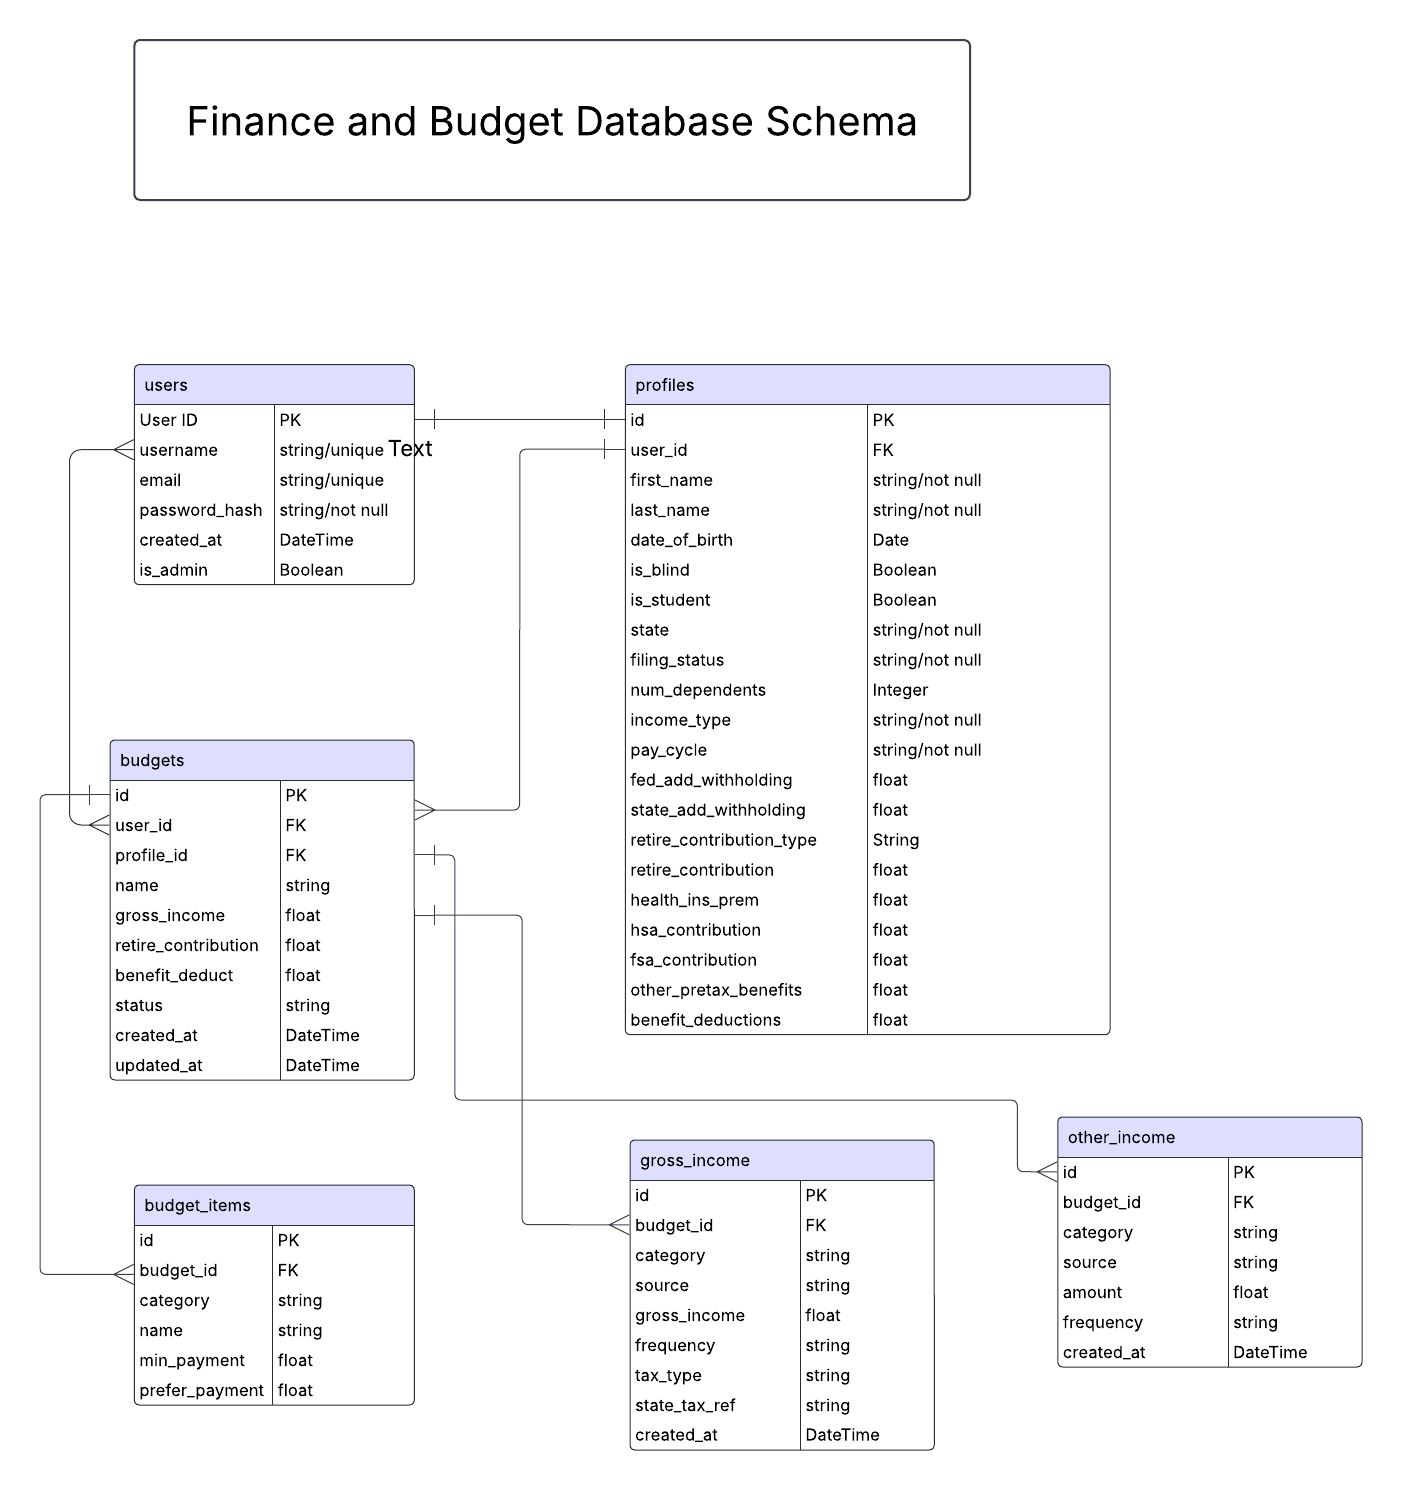 Finance and Budget Database Schema
users
User ID PK
username string/unique Text
email string/unique
password_hash string/not null
created_at DateTime
is_admin Boolean
profiles
id PK
user_id FK
first_name string/not null
last_name string/not null
date_of_birth Date
is_blind Boolean
is_student Boolean
state string/not null
filing_status string/not null
num_dependents Integer
income_type string/not null
pay_cycle string/not null
fed_add_withholding float
state_add_withholding float
retire_contribution_type String
retire_contribution float
health_ins_prem float
hsa_contribution float
fsa_contribution float
other_pretax_benefits float
benefit_deductions float
budgets
id PK
user_id FK
profile_id FK
name string
gross_income float
retire_contribution float
benefit_deduct float
status string
created_at DateTime
updated_at DateTime
budget_items
id PK
budget_id FK
category string
name string
min_payment float
prefer_payment float
gross_income
id PK
budget_id FK
category string
source string
gross_income float
frequency string
tax_type string
state_tax_ref string
created_at DateTime
other_income
id PK
budget_id FK
category string
source string
amount float
frequency string
created_at DateTime